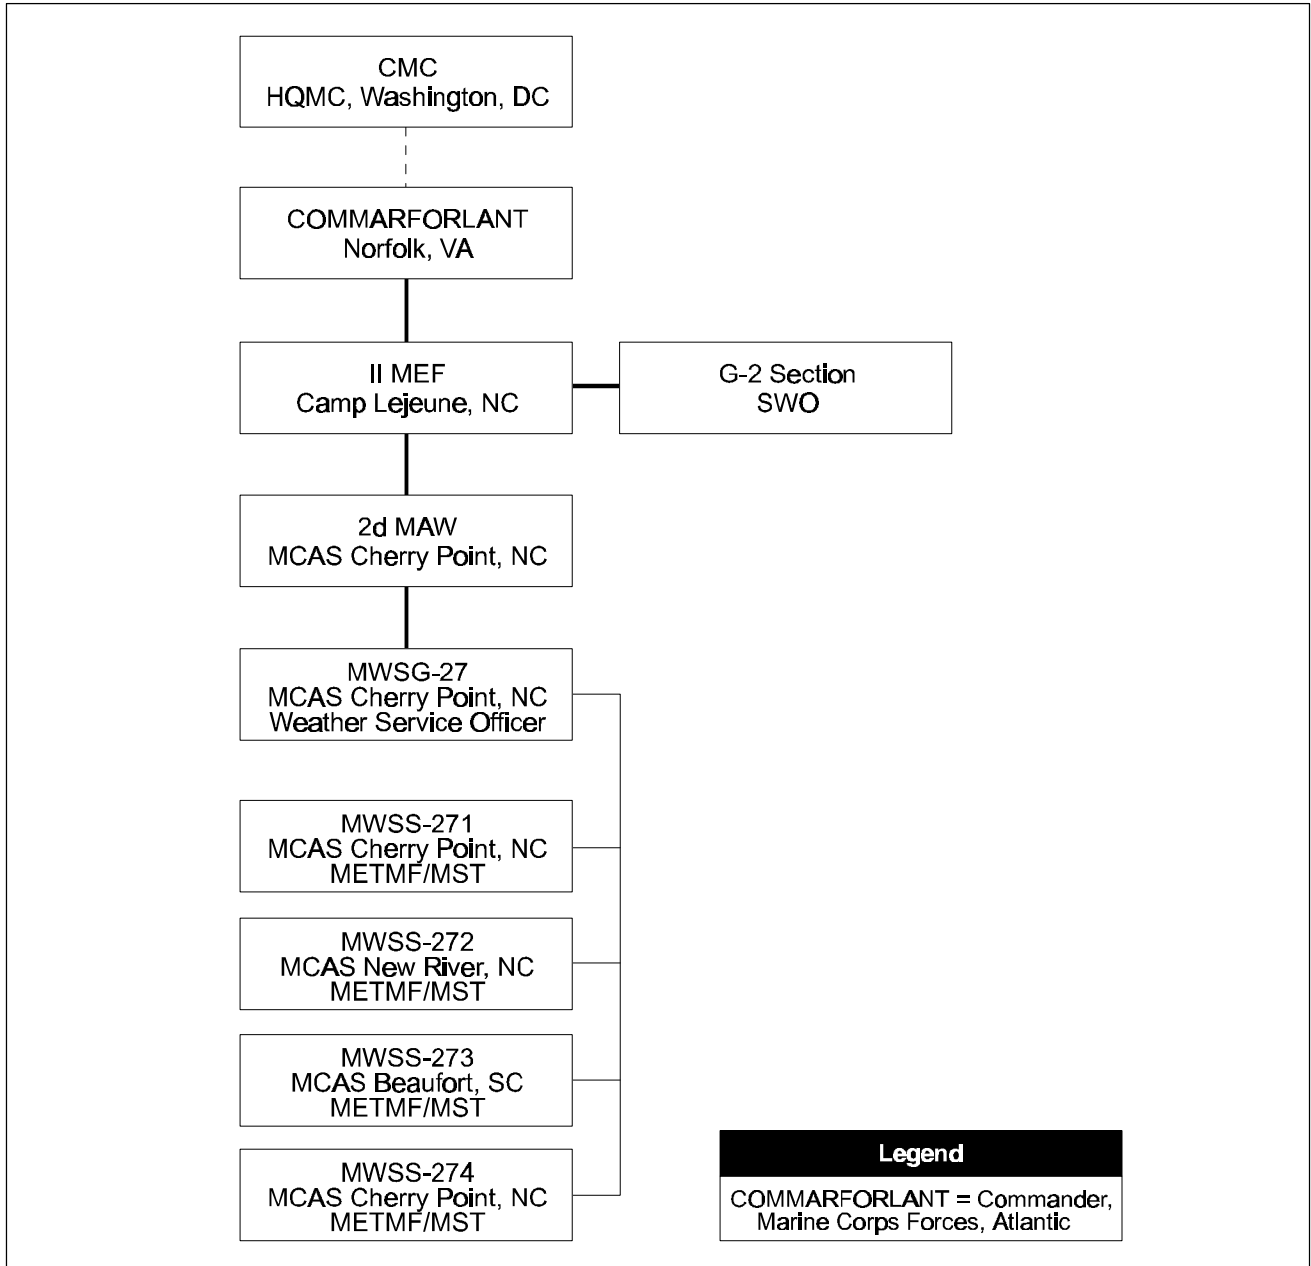 CMC
HQMC, Washington, DC
COMMARFORLANT
Norfolk, VA
II MEF
Camp Lejeune, NC
G-2 Section
SWO
2d MAW
MCAS Cherry Point, NC
MWSG-27
MCAS Cherry Point, NC
Weather Service Officer
MWSS-271
MCAS Cherry Point, NC
METMF/MST
MWSS-272
MCAS New River, NC
METMF/MST
MWSS-273
MCAS Beaufort, SC
METMF/MST
MWSS-274
MCAS Cherry Point, NC
METMF/MST
Legend
COMMARFORLANT = Commander,
Marine Corps Forces, Atlantic